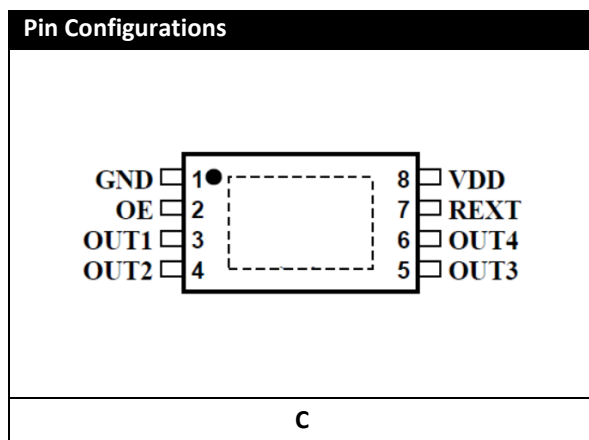 Pin Configurations
GND 1 8 VDD
OE 2 7 REXT
OUT1 3 6 OUT4
OUT2 4 5 OUT3
C